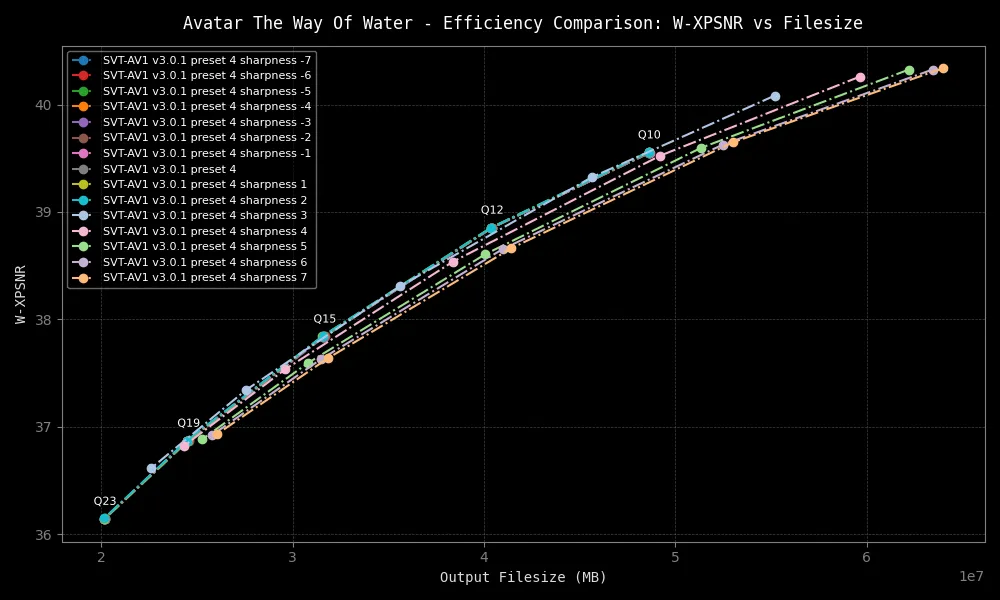 Avatar The Way Of Water - Efficiency Comparison: W-XPSNR vs Filesize
SVT-AV1 v3.0.1 preset 4 sharpness -7
SVT-AV1 v3.0.1 preset 4 sharpness -6
SVT-AV1 v3.0.1 preset 4 sharpness -5
SVT-AV1 v3.0.1 preset 4 sharpness -4
SVT-AV1 v3.0.1 preset 4 sharpness -3
SVT-AV1 v3.0.1 preset 4 sharpness -2
SVT-AV1 v3.0.1 preset 4 sharpness -1
SVT-AV1 v3.0.1 preset 4
SVT-AV1 v3.0.1 preset 4 sharpness 1
SVT-AV1 v3.0.1 preset 4 sharpness 2
SVT-AV1 v3.0.1 preset 4 sharpness 3
SVT-AV1 v3.0.1 preset 4 sharpness 4
SVT-AV1 v3.0.1 preset 4 sharpness 5
SVT-AV1 v3.0.1 preset 4 sharpness 6
SVT-AV1 v3.0.1 preset 4 sharpness 7
Q10
Q12
Q15
Q19
Q23
W-XPSNR
40
39
38
37
36
2 3 4 5 6
1e7
Output Filesize (MB)